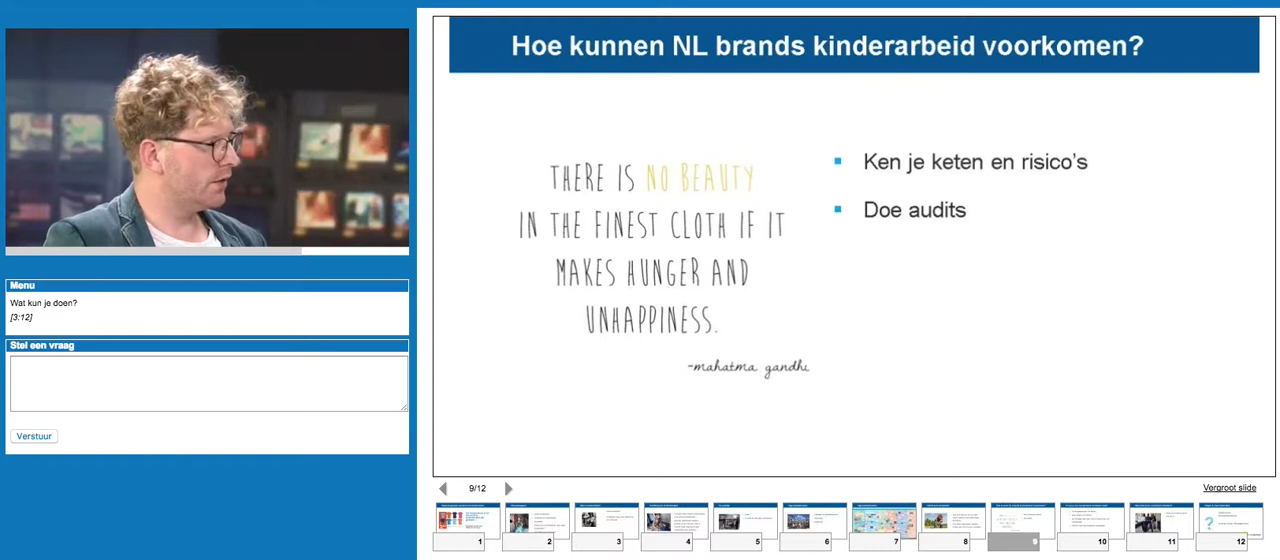 Hoe kunnen NL brands kinderarbeid voorkomen?
THERE IS NO BEAUTY
IN THE FINEST CLOTH IF IT
MAKES HUNGER AND
UNHAPPINESS.
-mahatma gandhi
Ken je keten en risico's
Doe audits
Menu
Wat kun je doen?
[3:12]
Stel een vraag
Verstuur
9/12
Vergroot slide
1 2 3 4 5 6 7 8 9 10 11 12